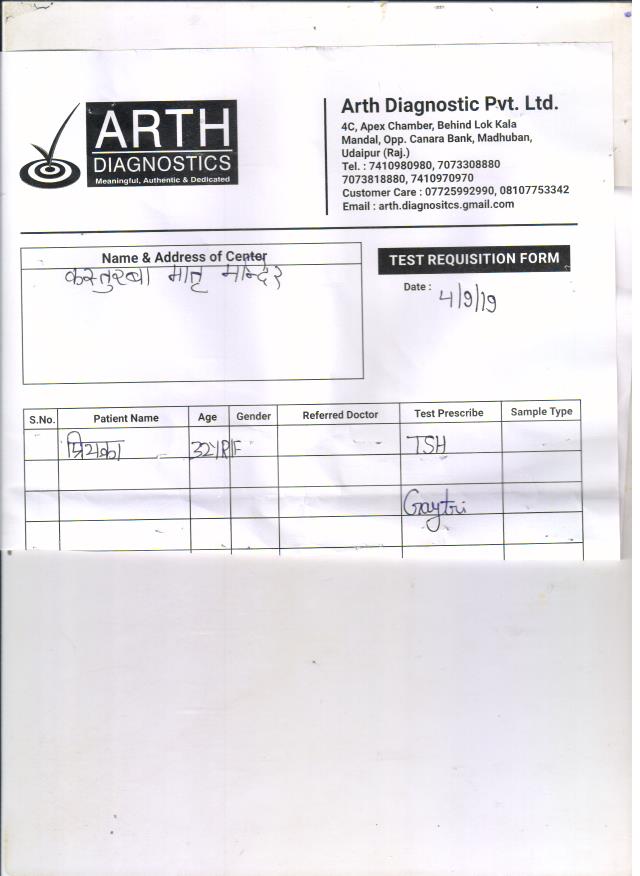 ARTH
DIAGNOSTICS
Meaningful, Authentic & Dedicated
Arth Diagnostic Pvt. Ltd.
4C, Apex Chamber, Behind Lok Kala
Mandal, Opp. Canara Bank, Madhuban,
Udaipur (Raj.)
Tel. : 7410980980, 7073308880
7073818880, 7410970970
Customer Care : 07725992990, 08107753342
Email : arth.diagnositcs.gmail.com
Name & Address of Center
कस्तुरबा मातृ मन्दिर
TEST REQUISITION FORM
Date : 4/9/19
S.No. Patient Name Age Gender Referred Doctor Test Prescribe Sample Type
प्रियंका 32YR F TSH
Gaytri